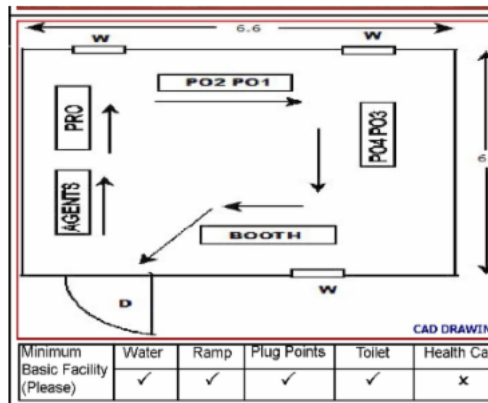 6.6
W
W
PO2 PO1
PRO
PO4 PO3
6
AGENTS
BOOTH
D
W
CAD DRAWIN
Minimum Basic Facility (Please)
Water
Ramp
Plug Points
Toilet
Health Ca
✓
✓
✓
✓
x